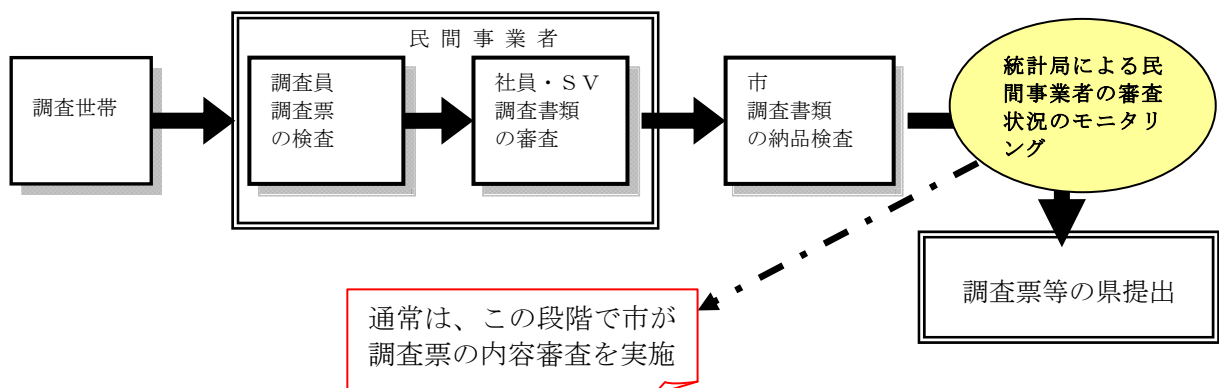 民間事業者
調査世帯
調査員
調査票
の検査
社員・ＳＶ
調査書類
の審査
市
調査書類
の納品検査
統計局による民
間事業者の審査
状況のモニタリ
ング
調査票等の県提出
通常は、この段階で市が
調査票の内容審査を実施